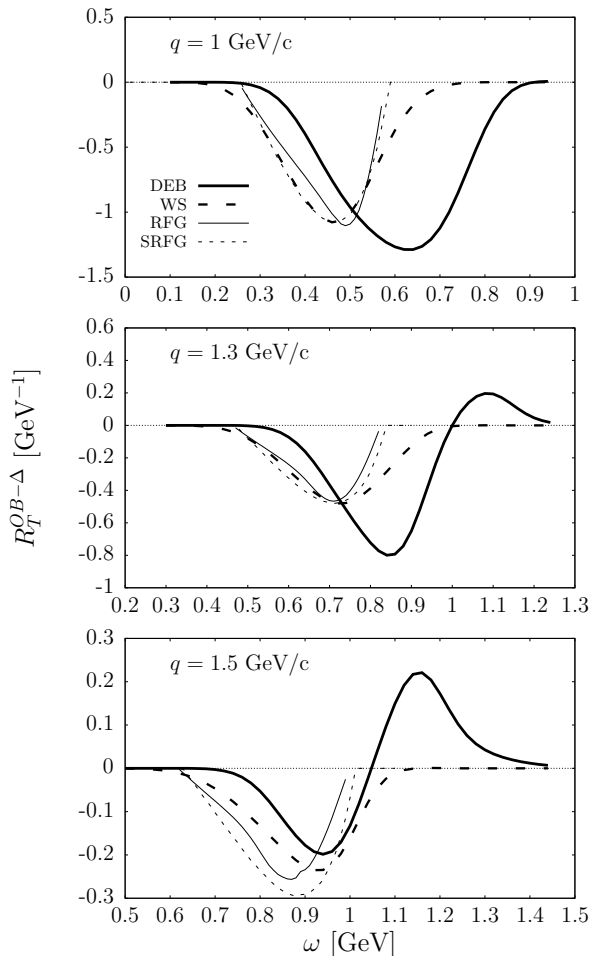 q = 1 GeV/c
0
-0.5
-1
-1.5
DEB
WS
RFG
SRFG
0 0.1 0.2 0.3 0.4 0.5 0.6 0.7 0.8 0.9 1
q = 1.3 GeV/c
0.6
0.4
0.2
0
-0.2
-0.4
-0.6
-0.8
-1
0.2 0.3 0.4 0.5 0.6 0.7 0.8 0.9 1 1.1 1.2 1.3
R_T^{OB−Δ} [GeV^{−1}]
q = 1.5 GeV/c
0.3
0.2
0.1
0
-0.1
-0.2
-0.3
0.5 0.6 0.7 0.8 0.9 1 1.1 1.2 1.3 1.4 1.5
ω [GeV]